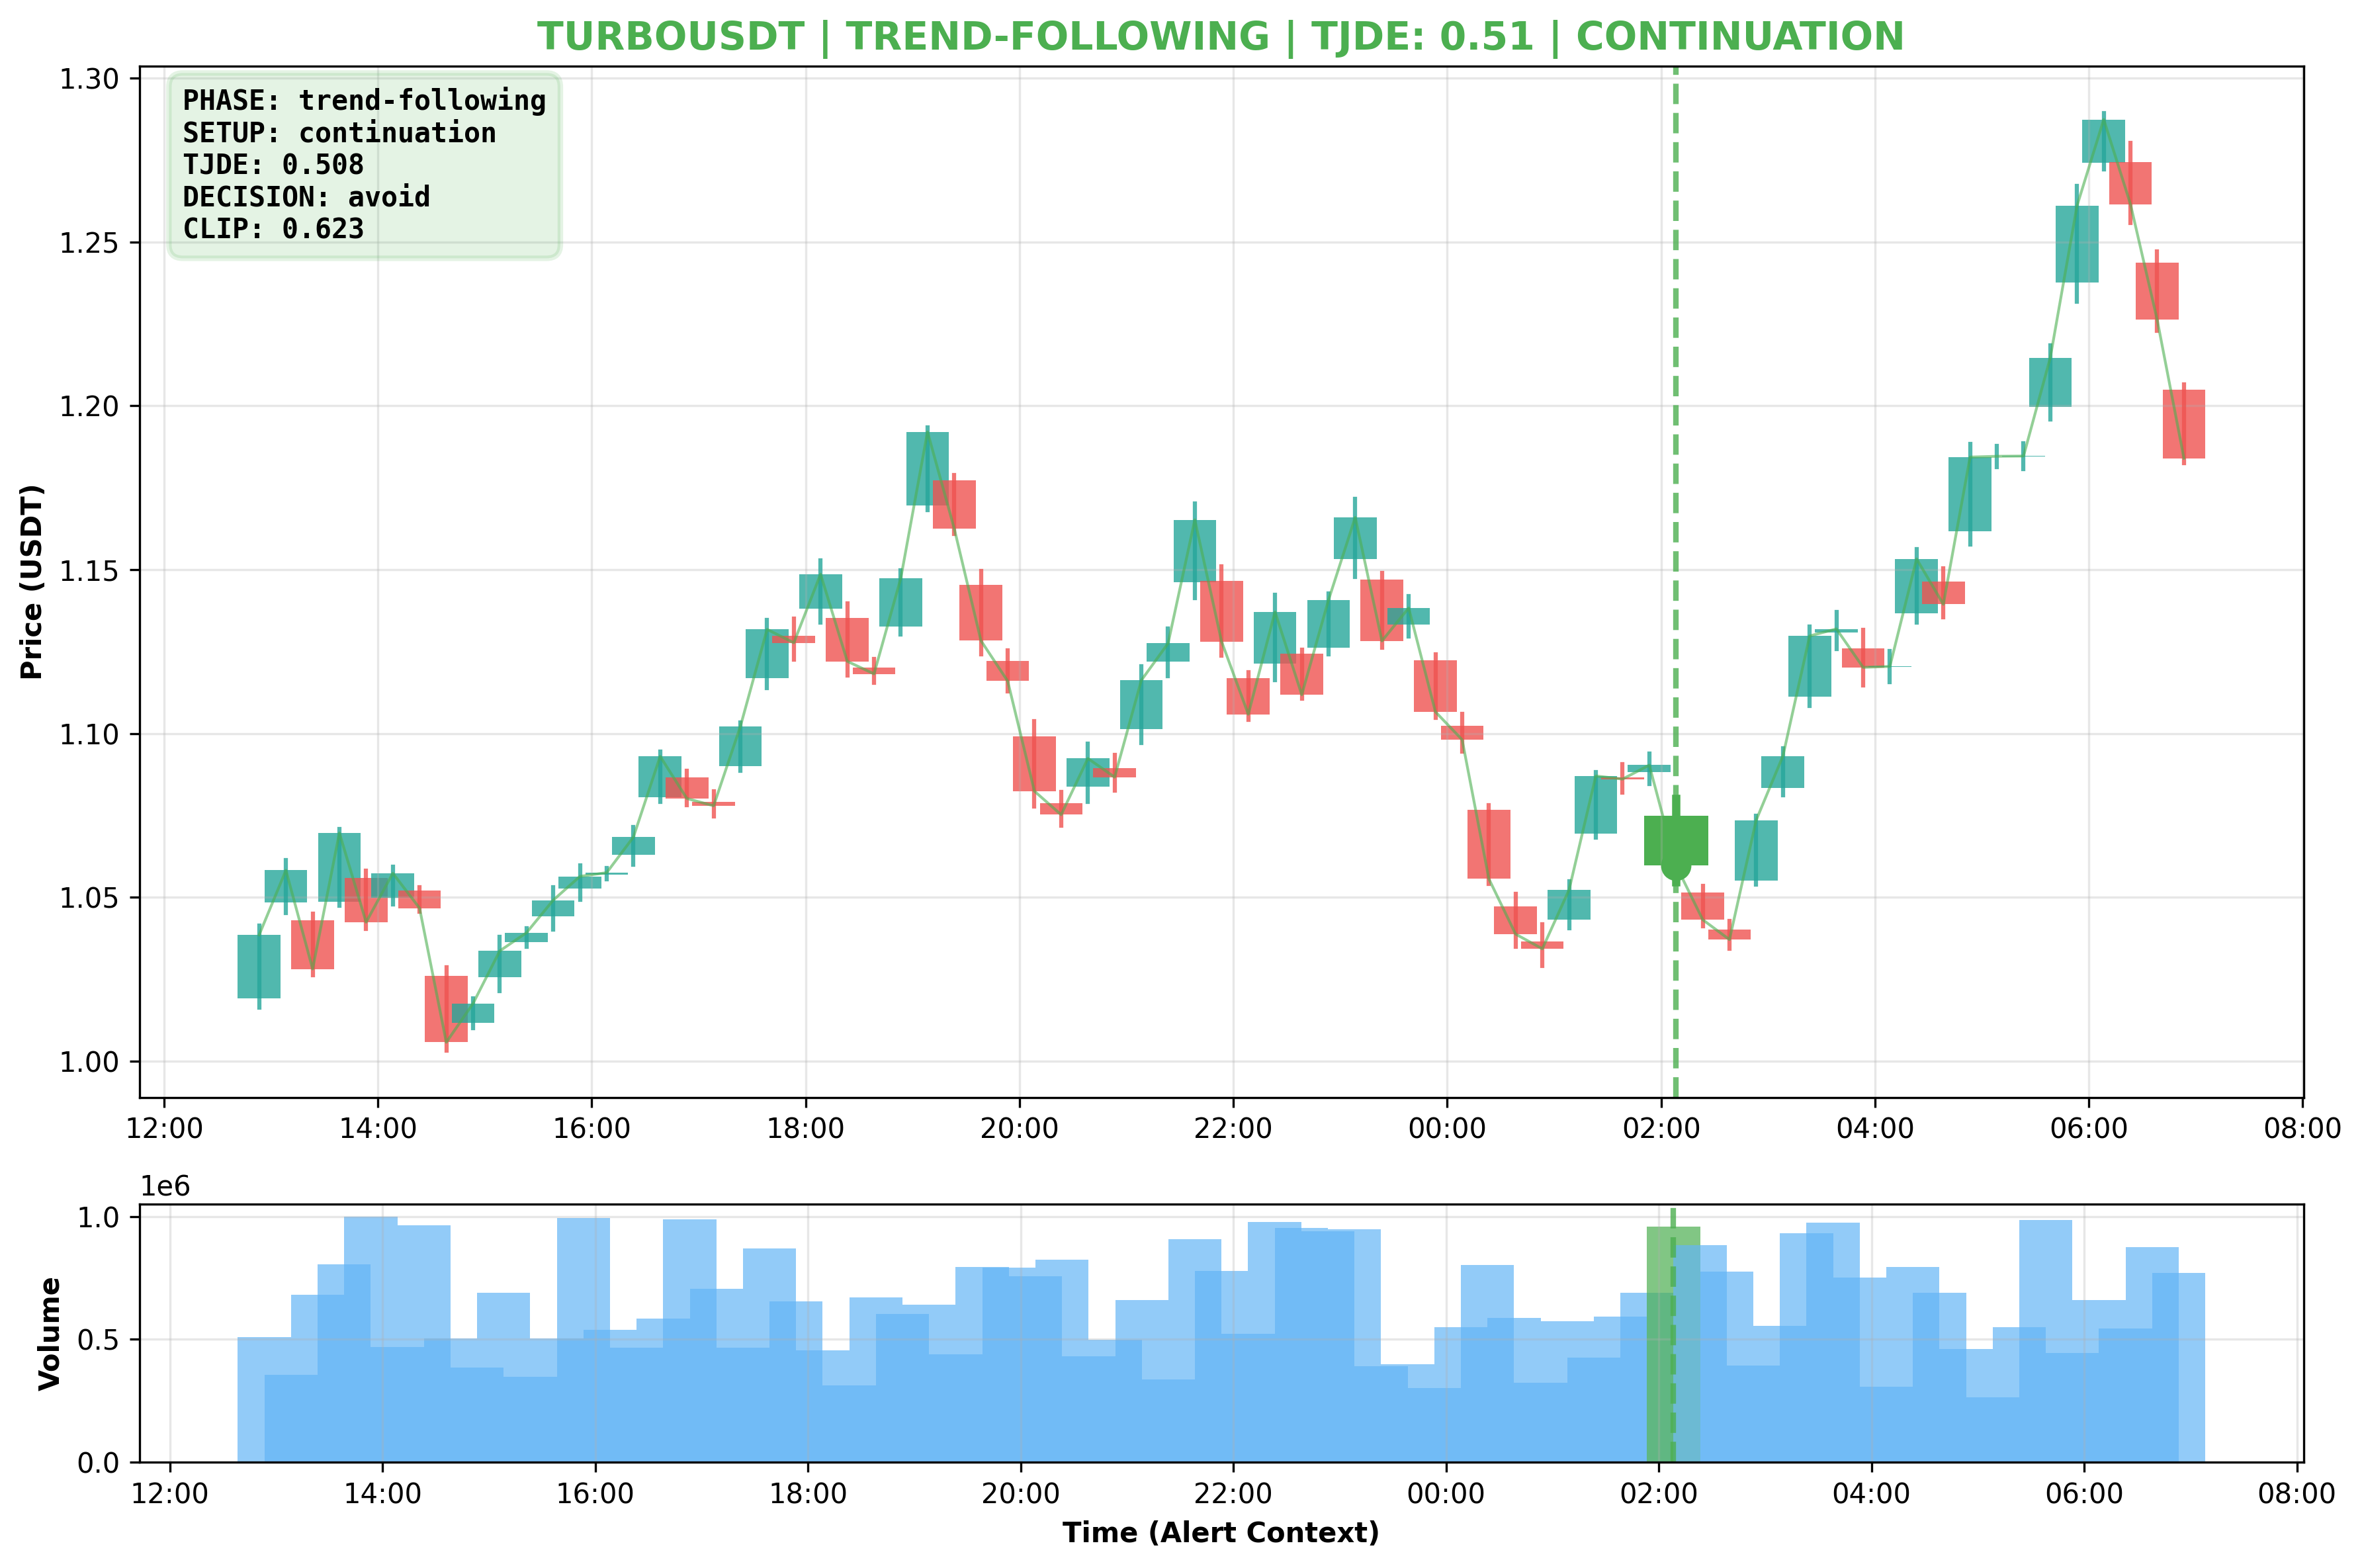 TURBOUSDT | TREND-FOLLOWING | TJDE: 0.51 | CONTINUATION
PHASE: trend-following
SETUP: continuation
TJDE: 0.508
DECISION: avoid
CLIP: 0.623
1.30
1.25
1.20
1.15
1.10
1.05
1.00
Price (USDT)
12:00 14:00 16:00 18:00 20:00 22:00 00:00 02:00 04:00 06:00 08:00
1e6
1.0
0.5
0.0
Volume
12:00 14:00 16:00 18:00 20:00 22:00 00:00 02:00 04:00 06:00 08:00
Time (Alert Context)